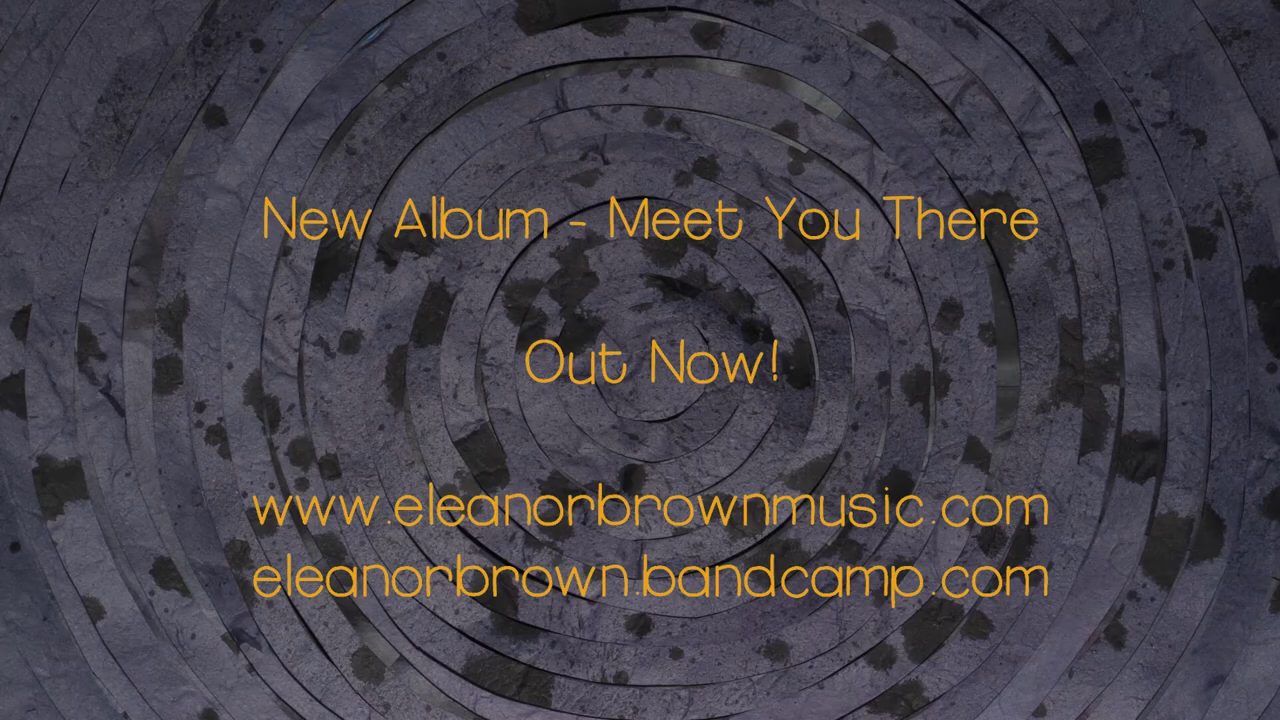 New Album - Meet You There
Out Now!
www.eleanorbrownmusic.com
eleanorbrown.bandcamp.com